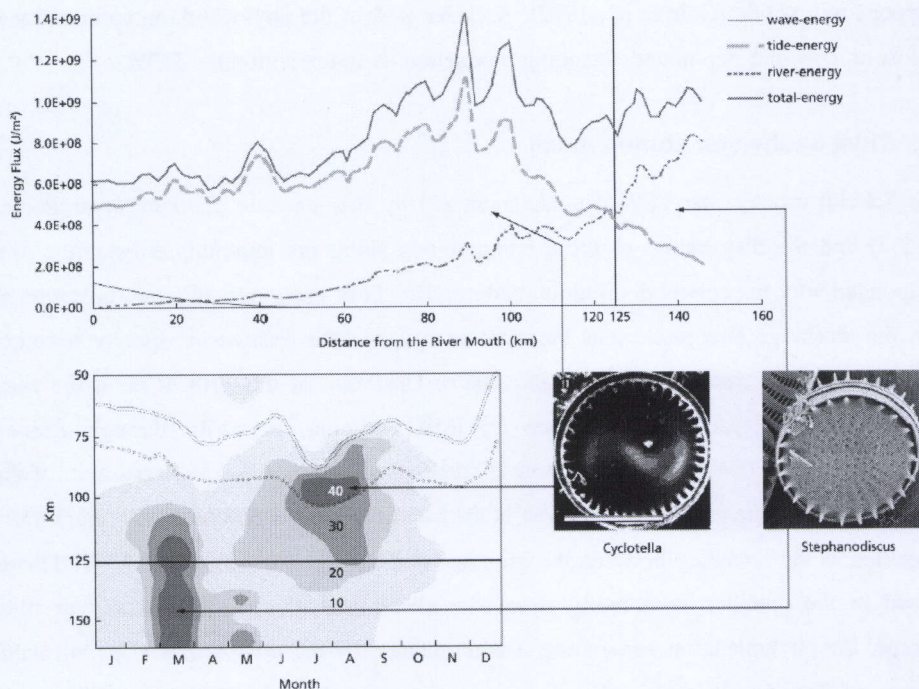 1.4E+09
1.2E+09
1.0E+09
8.0E+08
6.0E+08
4.0E+08
2.0E+08
0.0E+00
Energy Flux (J/m²)
wave-energy
tide-energy
river-energy
total-energy
0 20 40 60 80 100 120 125 140 160
Distance from the River Mouth (km)
50
75
100
125
150
Km
40
30
20
10
J F M A M J J A S O N D
Month
Cyclotella
Stephanodiscus